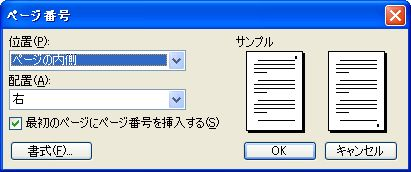 ページ番号
位置(P):
ページの内側
配置(A):
右
最初のページにページ番号を挿入する(S)
サンプル
書式(F)...
OK
キャンセル